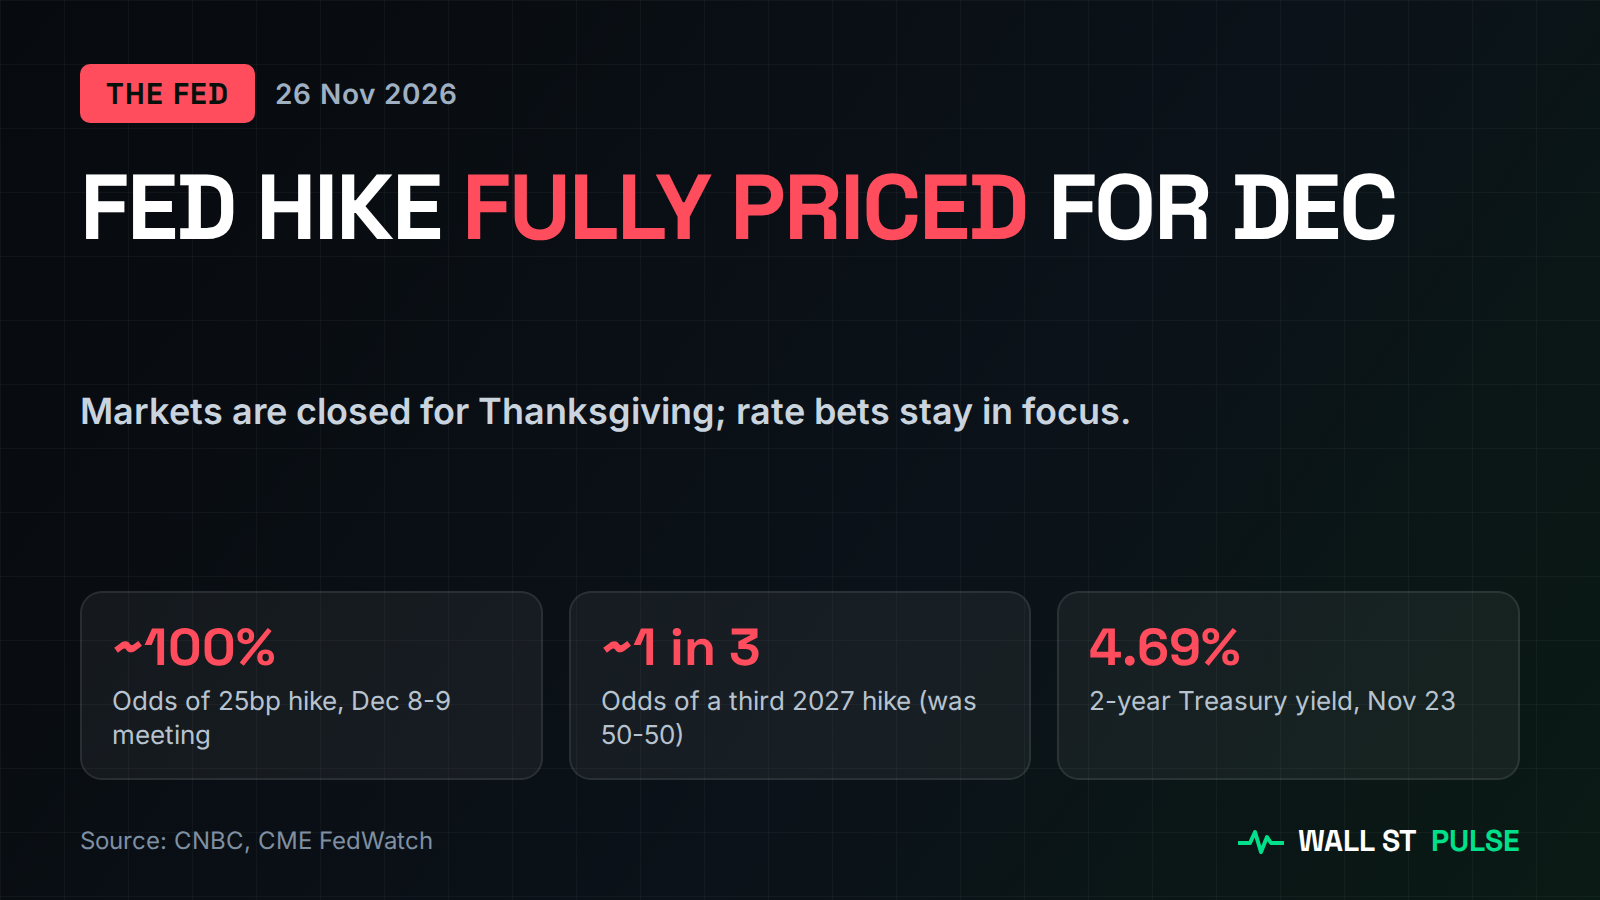 THE FED
26 Nov 2026
FED HIKE FULLY PRICED FOR DEC
Markets are closed for Thanksgiving; rate bets stay in focus.
~100%
Odds of 25bp hike, Dec 8-9
meeting
~1 in 3
Odds of a third 2027 hike (was
50-50)
4.69%
2-year Treasury yield, Nov 23
Source: CNBC, CME FedWatch
WALL ST PULSE